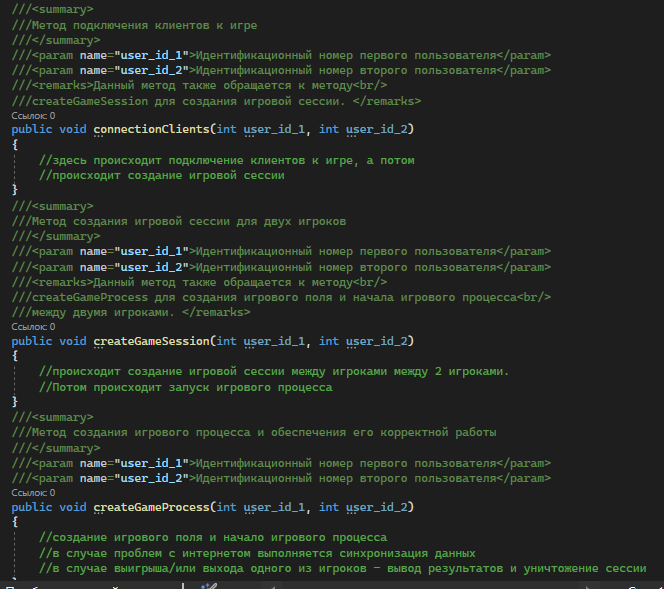 ///<summary>
///Метод подключения клиентов к игре
///</summary>
///<param name="user_id_1">Идентификационный номер первого пользователя</param>
///<param name="user_id_2">Идентификационный номер второго пользователя</param>
///<remarks>Данный метод также обращается к методу<br/>
///createGameSession для создания игровой сессии. </remarks>
Ссылок: 0
public void connectionClients(int user_id_1, int user_id_2)
{
//здесь происходит подключение клиентов к игре, а потом
//происходит создание игровой сессии
}
///<summary>
///Метод создания игровой сессии для двух игроков
///</summary>
///<param name="user_id_1">Идентификационный номер первого пользователя</param>
///<param name="user_id_2">Идентификационный номер второго пользователя</param>
///<remarks>Данный метод также обращается к методу<br/>
///createGameProcess для создания игрового поля и начала игрового процесса<br/>
///между двумя игроками. </remarks>
Ссылок: 0
public void createGameSession(int user_id_1, int user_id_2)
{
//происходит создание игровой сессии между игроками между 2 игроками.
//Потом происходит запуск игрового процесса
}
///<summary>
///Метод создания игрового процесса и обеспечения его корректной работы
///</summary>
///<param name="user_id_1">Идентификационный номер первого пользователя</param>
///<param name="user_id_2">Идентификационный номер второго пользователя</param>
Ссылок: 0
public void createGameProcess(int user_id_1, int user_id_2)
{
//создание игрового поля и начало игрового процесса
//в случае проблем с интернетом выполняется синхронизация данных
//в случае выигрыша/или выхода одного из игроков - вывод результатов и уничтожение сессии